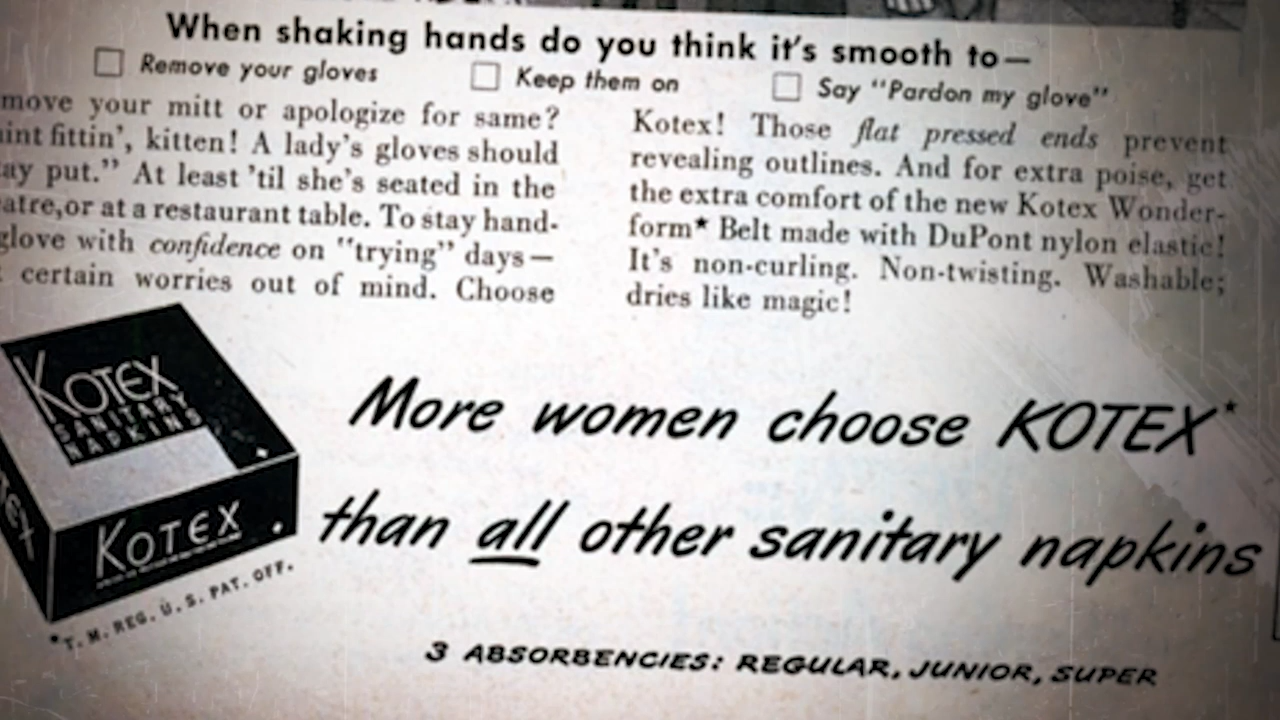 When shaking hands do you think it's smooth to—
Remove your gloves
Keep them on
Say "Pardon my glove"
move your mitt or apologize for same?
fittin', kitten! A lady's gloves should
put." At least 'til she's seated in the
or at a restaurant table. To stay hand-
glove with confidence on "trying" days—
certain worries out of mind. Choose
Kotex! Those flat pressed ends prevent
revealing outlines. And for extra poise, get
the extra comfort of the new Kotex Wonder-
form* Belt made with DuPont nylon elastic!
It's non-curling. Non-twisting. Washable;
dries like magic!
KOTEX
SANITARY
NAPKINS
KOTEX
*T. M. REG. U. S. PAT. OFF.
More women choose KOTEX*
than all other sanitary napkins
3 ABSORBENCIES: REGULAR, JUNIOR, SUPER